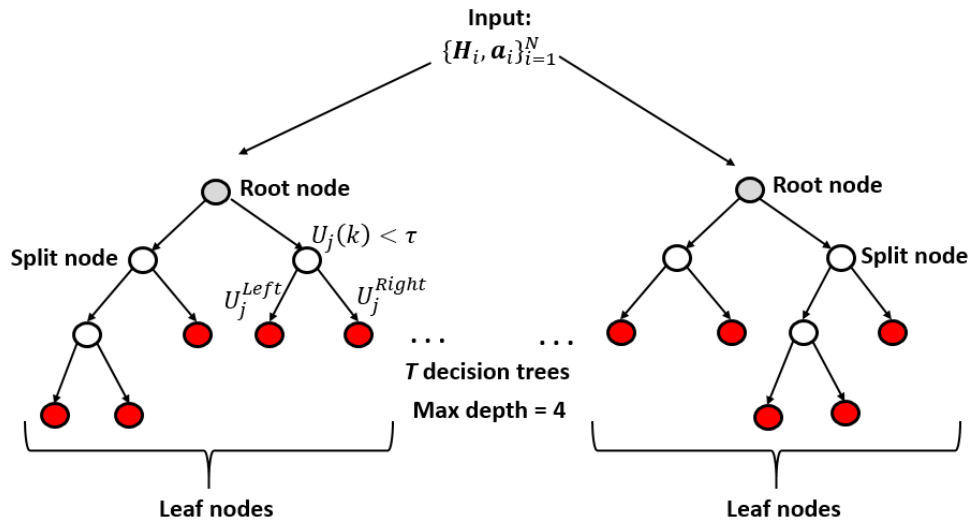 Input:
{H_i, a_i}_{i=1}^N
Root node
Root node
U_j(k) < τ
Split node
Split node
U_j^{Left}
U_j^{Right}
... ...
T decision trees
Max depth = 4
Leaf nodes
Leaf nodes